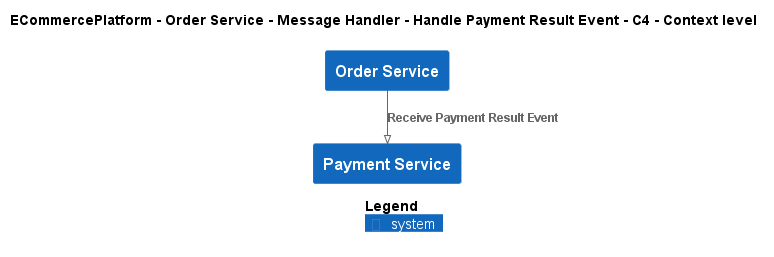 ECommercePlatform - Order Service - Message Handler - Handle Payment Result Event - C4 - Context level
Order Service
Receive Payment Result Event
Payment Service
Legend
system